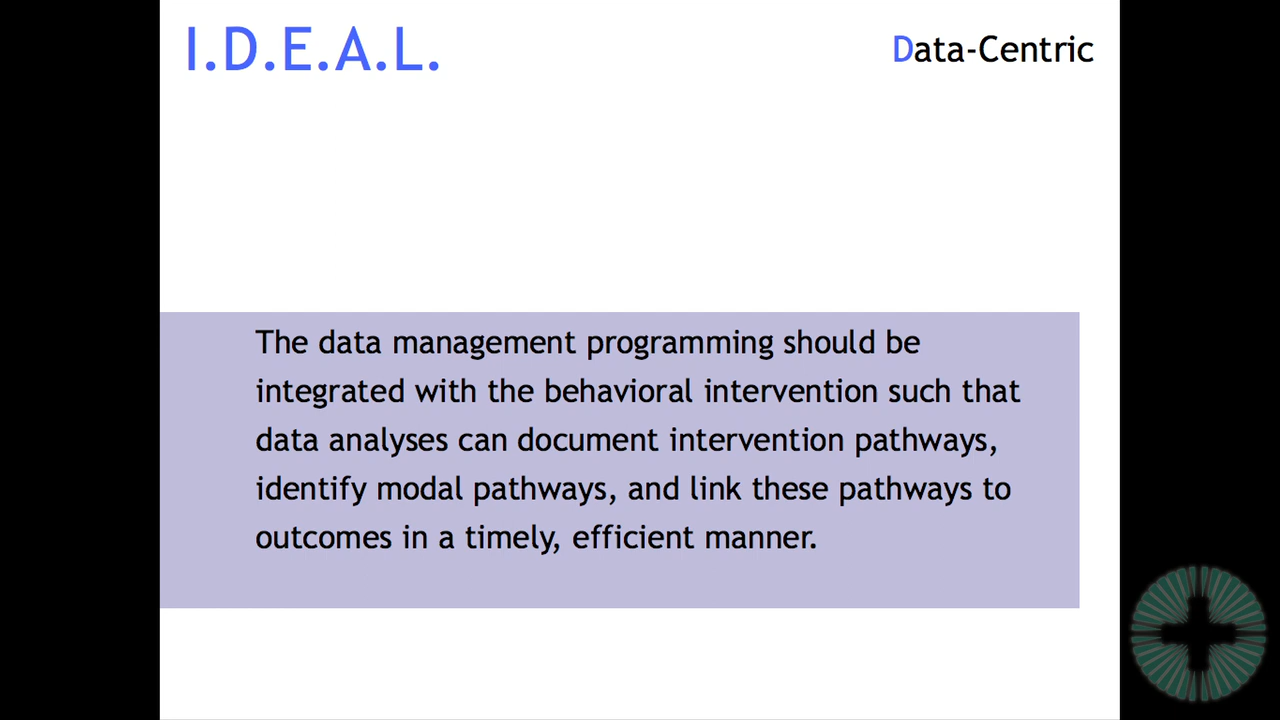 I.D.E.A.L.
Data-Centric
The data management programming should be
integrated with the behavioral intervention such that
data analyses can document intervention pathways,
identify modal pathways, and link these pathways to
outcomes in a timely, efficient manner.